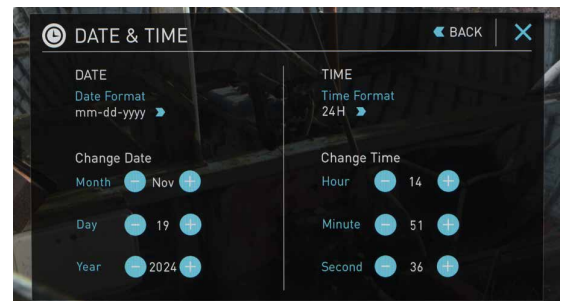 DATE & TIME
BACK
DATE
Date Format
mm-dd-yyyy
Change Date
Month - Nov +
Day - 19 +
Year - 2024 +
TIME
Time Format
24H
Change Time
Hour - 14 +
Minute - 51 +
Second - 36 +